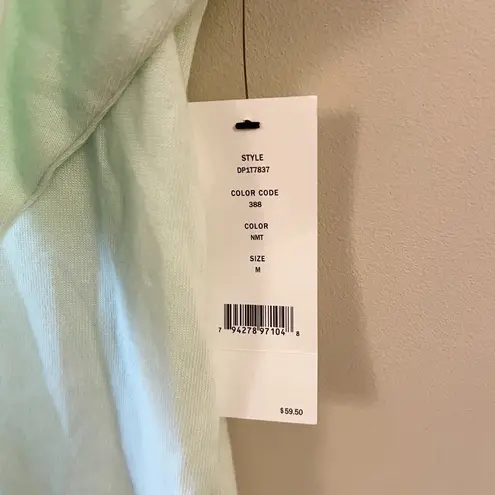 STYLE
DP1T7837
COLOR CODE
388
COLOR
NMT
SIZE
M
7 94278 97104 8
$59.50